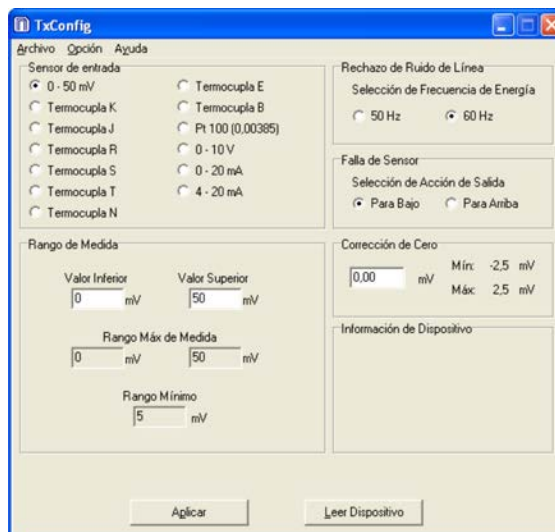 TxConfig
Archivo Opción Ayuda
Sensor de entrada
0 - 50 mV
Termocupla K
Termocupla J
Termocupla R
Termocupla S
Termocupla T
Termocupla N
Termocupla E
Termocupla B
Pt 100 (0,00385)
0 - 10 V
0 - 20 mA
4 - 20 mA
Rechazo de Ruido de Línea
Selección de Frecuencia de Energía
50 Hz 60 Hz
Falla de Sensor
Selección de Acción de Salida
Para Bajo Para Arriba
Rango de Medida
Valor Inferior Valor Superior
0 mV 50 mV
Rango Máx de Medida
0 mV 50 mV
Rango Mínimo
5 mV
Corrección de Cero
0,00 mV
Mín: -2,5 mV
Máx: 2,5 mV
Información de Dispositivo
Aplicar Leer Dispositivo